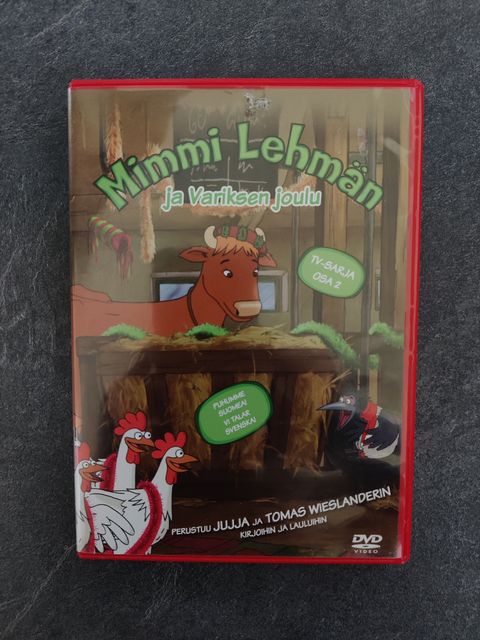 Mimmi Lehmän
ja Variksen joulu
TV-SARJA
OSA 2
PUHUMME
SUOMEA!
VI TALAR
SVENSKA!
PERUSTUU JUJJA JA TOMAS WIESLANDERIN
KIRJOIHIN JA LAULUIHIN
DVD
VIDEO